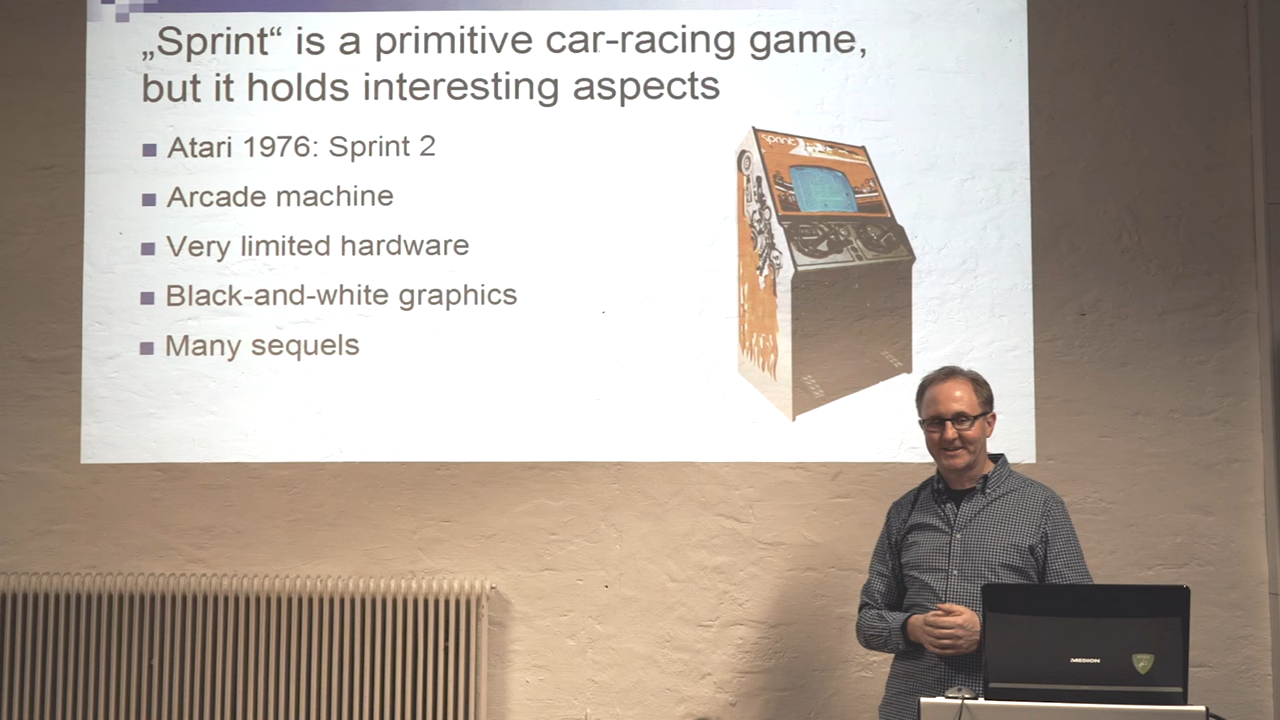 „Sprint“ is a primitive car-racing game,
but it holds interesting aspects
Atari 1976: Sprint 2
Arcade machine
Very limited hardware
Black-and-white graphics
Many sequels
sprint
MEDION